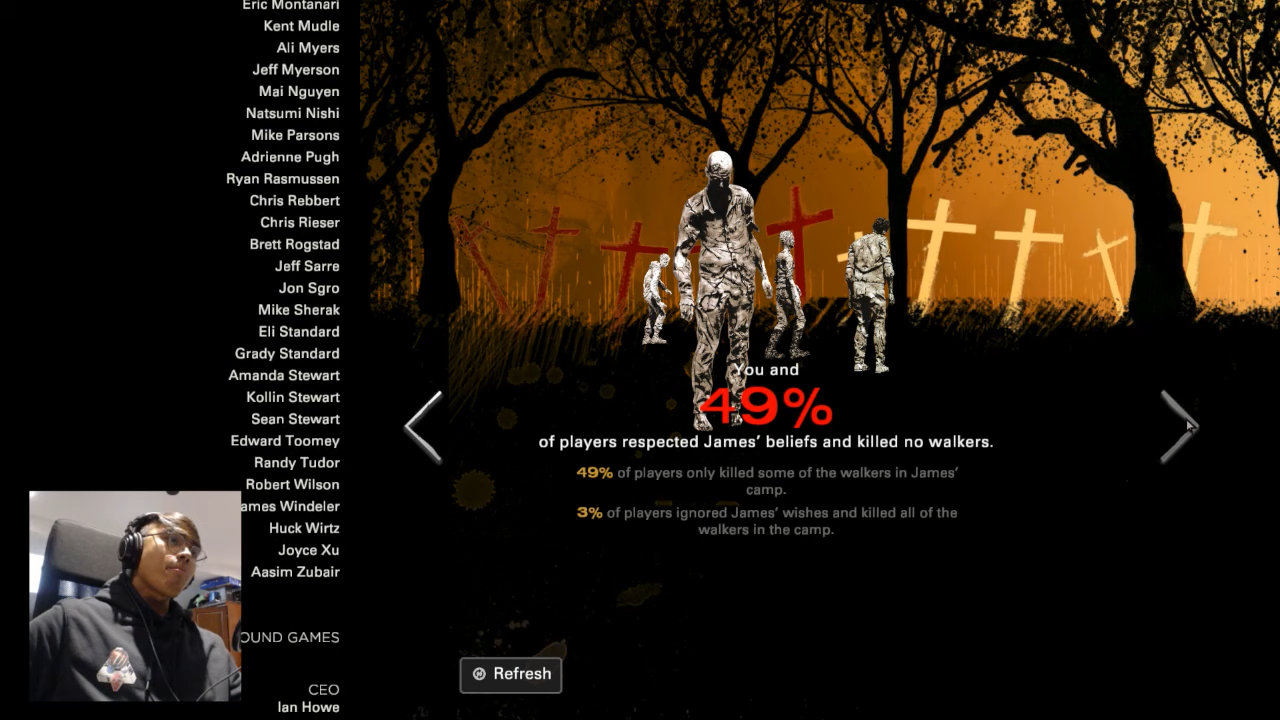 Eric Montanari
Kent Mudle
Ali Myers
Jeff Myerson
Mai Nguyen
Natsumi Nishi
Mike Parsons
Adrienne Pugh
Ryan Rasmussen
Chris Rebbert
Chris Rieser
Brett Rogstad
Jeff Sarre
Jon Sgro
Mike Sherak
Eli Standard
Grady Standard
Amanda Stewart
Kollin Stewart
Sean Stewart
Edward Toomey
Randy Tudor
Robert Wilson
ames Windeler
Huck Wirtz
Joyce Xu
Aasim Zubair
OUND GAMES
CEO
Ian Howe
You and
49%
of players respected James' beliefs and killed no walkers.
49% of players only killed some of the walkers in James'
camp.
3% of players ignored James' wishes and killed all of the
walkers in the camp.
Refresh